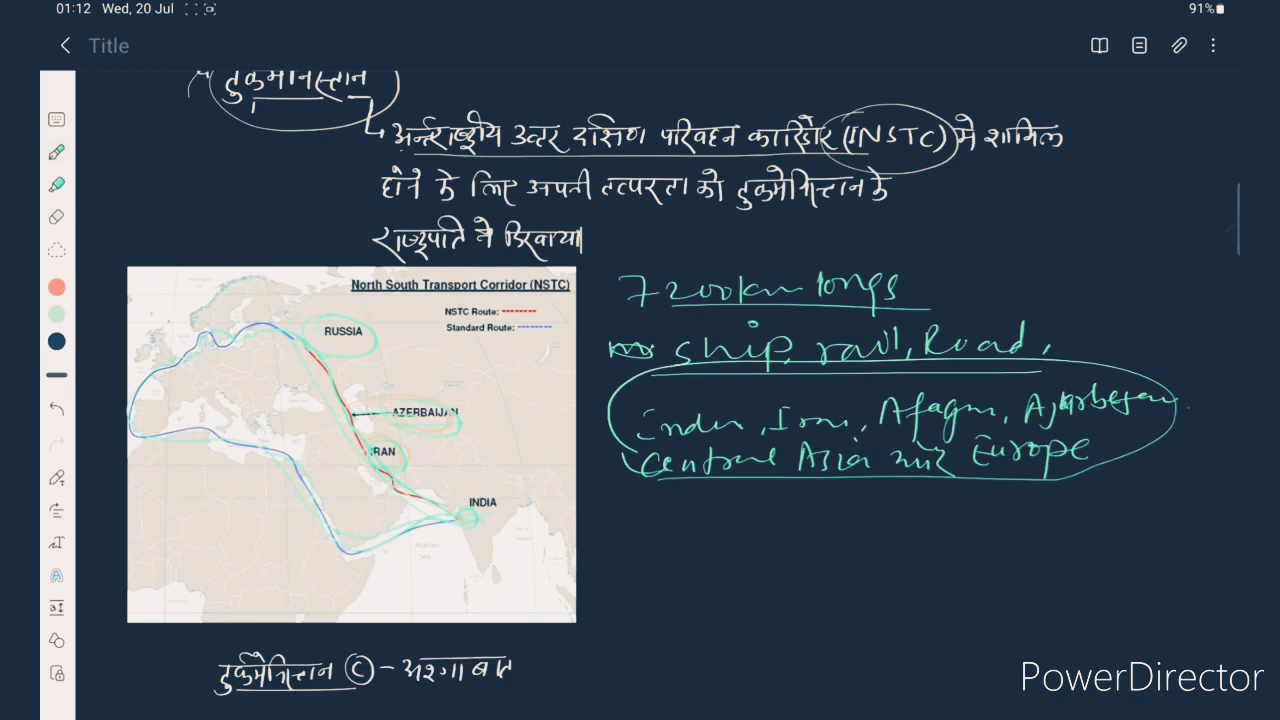 01:12 Wed, 20 Jul
91%
Title
तुर्कमेनिस्तान
अर्न्तराष्ट्रीय उत्तर दक्षिण परिवहन कारिडोर (INSTC) मे शामिल
होने के लिए अपनी तत्परता को तुर्कमेनिस्तान के
राष्ट्रपति ने दिखाया
North South Transport Corridor (NSTC)
NSTC Route:
Standard Route:
RUSSIA
AZERBAIJAN
IRAN
INDIA
7200km longs
ship, rail, Road,
India, Iran, Afagn, Ajarbejan
Central Asia और Europe
तुर्कमेनिस्तान (C) - अश्गाबात
PowerDirector